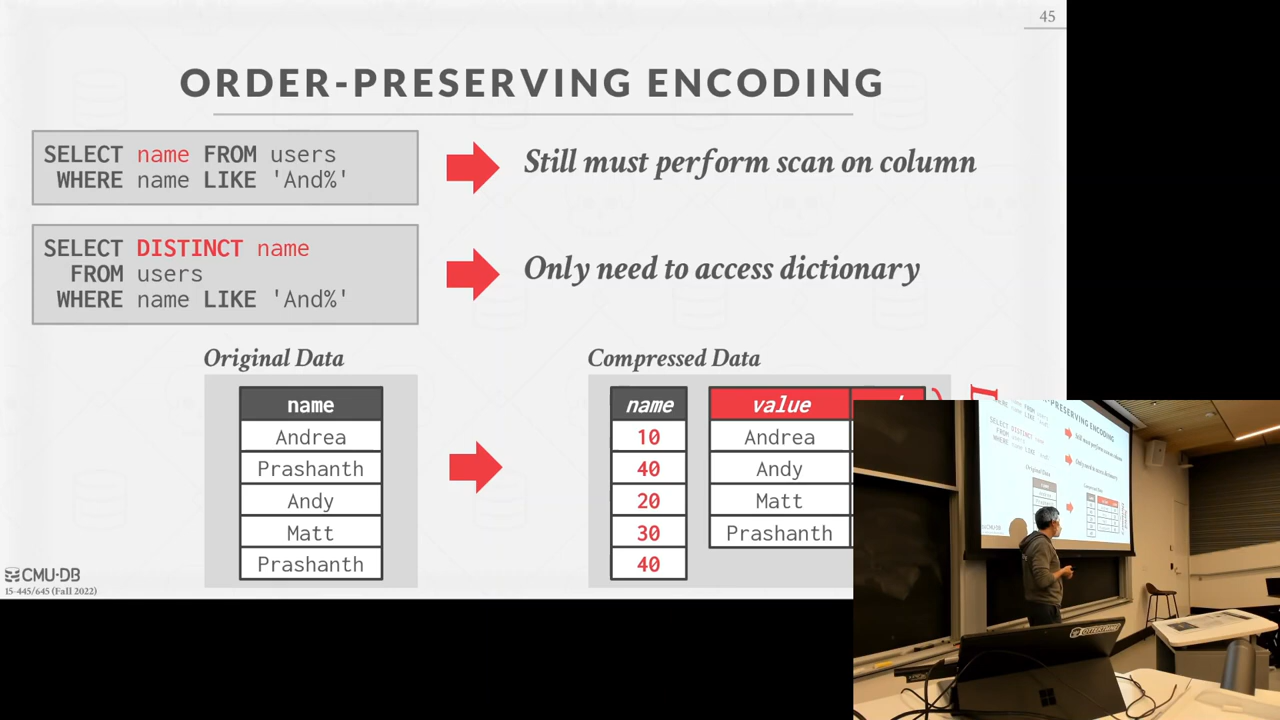 45
ORDER-PRESERVING ENCODING
SELECT name FROM users
WHERE name LIKE 'And%'
Still must perform scan on column
SELECT DISTINCT name
FROM users
WHERE name LIKE 'And%'
Only need to access dictionary
Original Data
name
Andrea
Prashanth
Andy
Matt
Prashanth
Compressed Data
name
10
40
20
30
40
value
Andrea
Andy
Matt
Prashanth
CMU·DB
15-445/645 (Fall 2022)